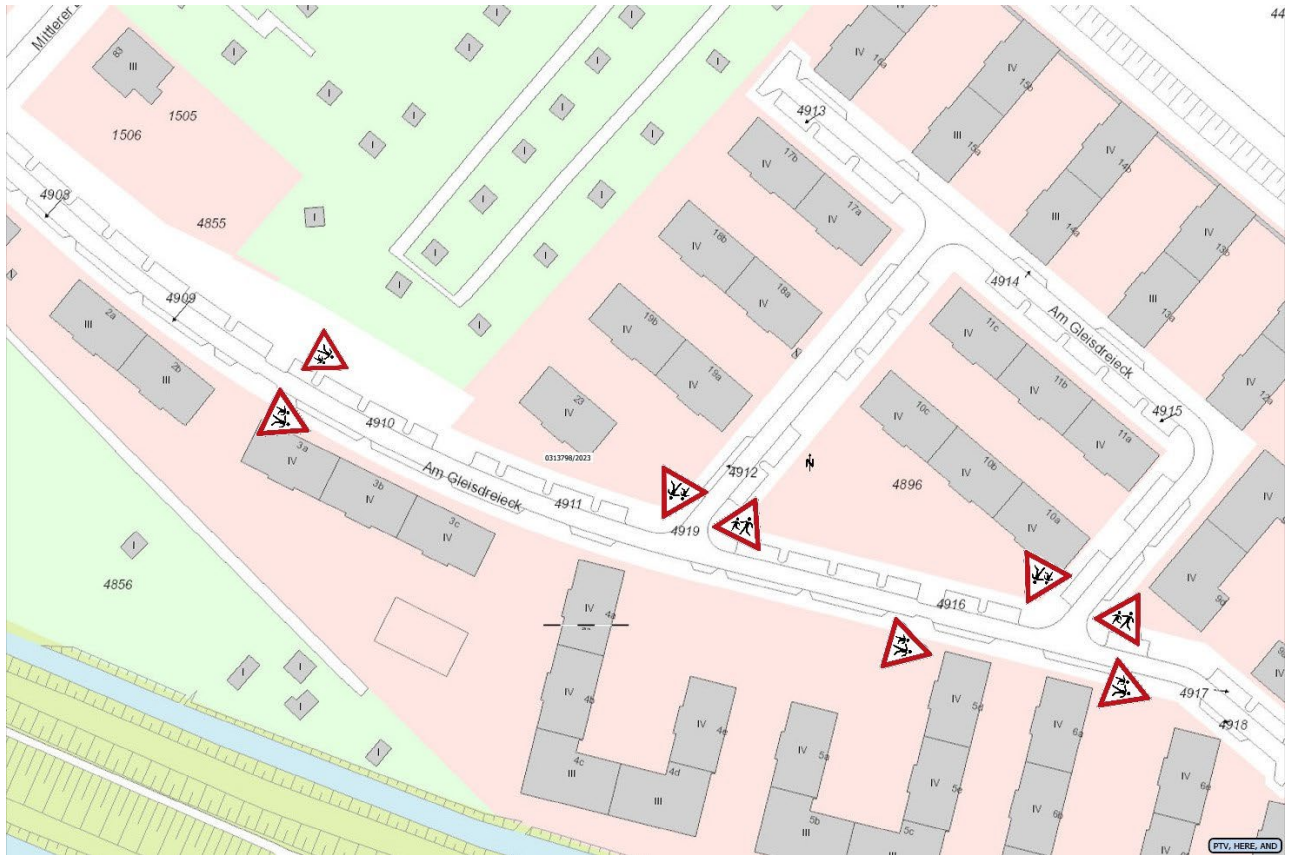 44
Mittlerer
83
III
1505
1506
4908
4855
4909
2a
III
2b
III
4910
3a
IV
3b
IV
3c
IV
Am Gleisdreieck
4911
0313798/2023
23
IV
19b
IV
19a
IV
18b
IV
18a
IV
17b
IV
17a
IV
4913
16a
IV
15b
IV
15a
III
14b
IV
14a
III
13b
IV
13a
III
12a
IV
4914
Am Gleisdreieck
4915
11c
IV
11b
IV
11a
IV
10c
IV
10b
IV
10a
IV
4896
4912
N
4919
4916
9d
IV
IV
4917
4918
4856
4a
IV
4b
IV
4c
III
4d
III
4e
IV
5a
IV
5b
III
5c
III
5d
IV
5e
IV
6a
IV
6b
IV
6e
IV
IV
PTV, HERE, AND